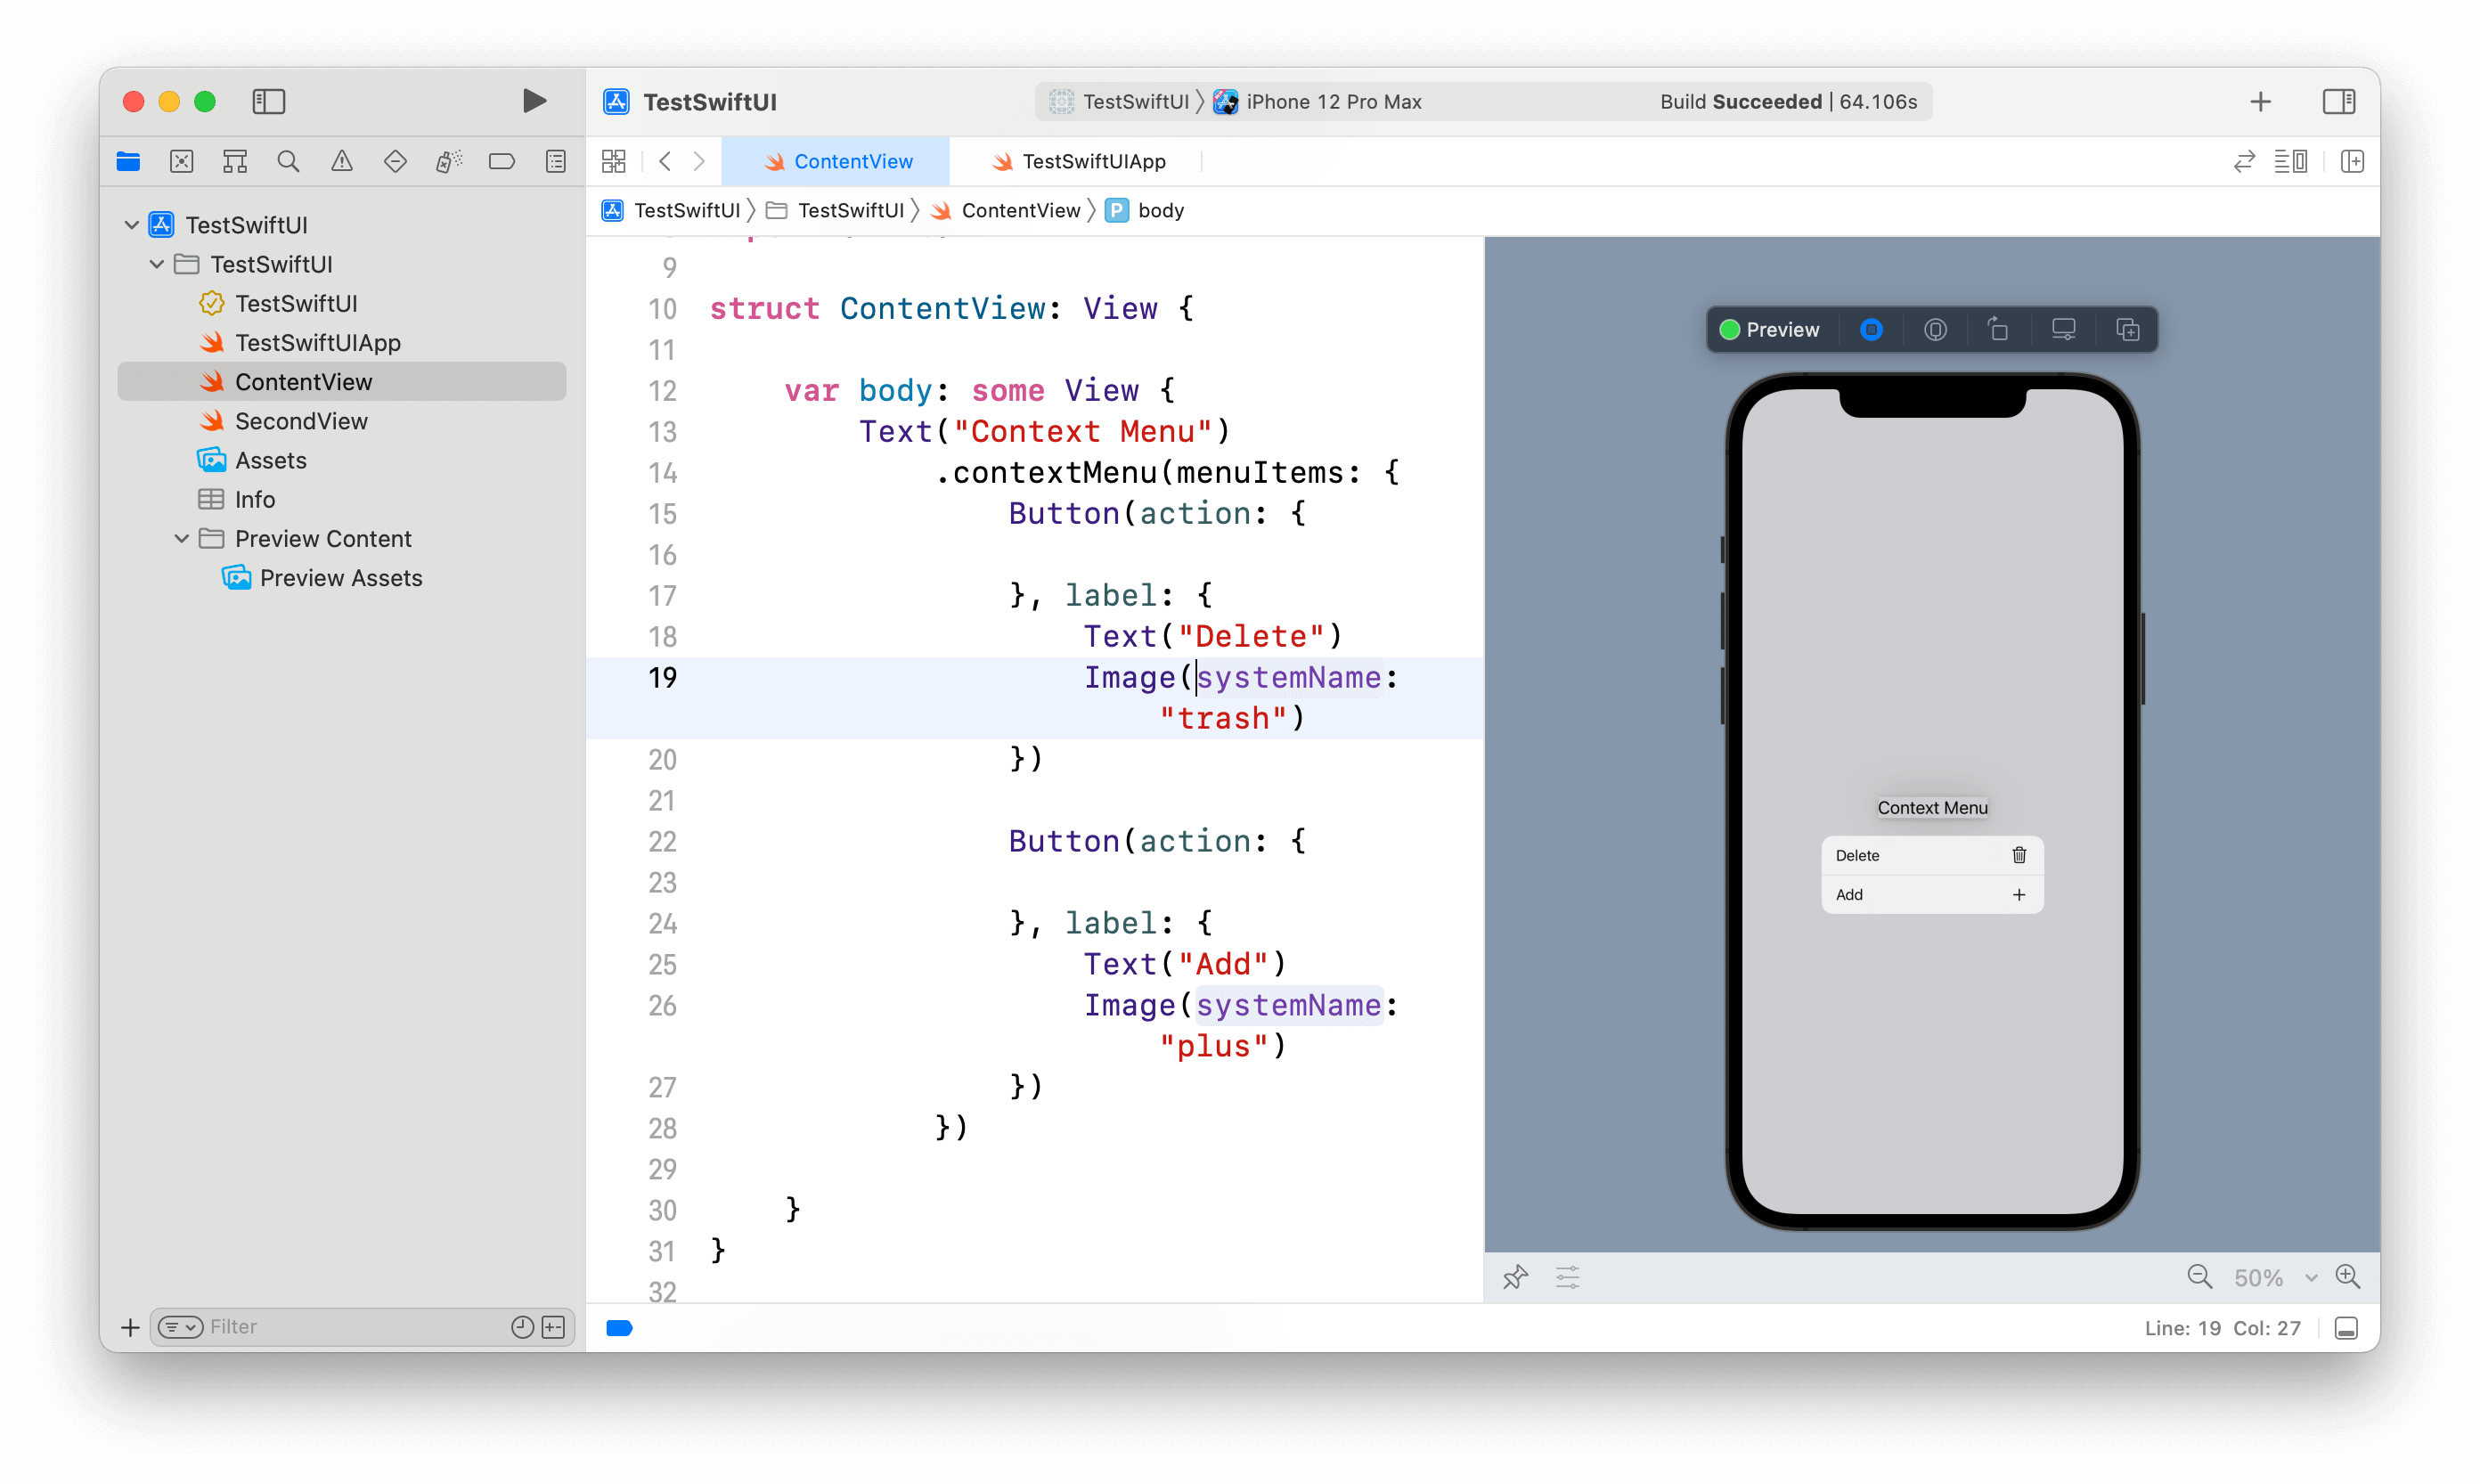 TestSwiftUI
TestSwiftUI
iPhone 12 Pro Max
Build Succeeded | 64.106s
ContentView
TestSwiftUIApp
TestSwiftUI
TestSwiftUI
ContentView
P
body
TestSwiftUI
TestSwiftUI
TestSwiftUI
TestSwiftUIApp
ContentView
SecondView
Assets
Info
Preview Content
Preview Assets
Filter
9
10 struct ContentView: View {
11
12 var body: some View {
13 Text("Context Menu")
14 .contextMenu(menuItems: {
15 Button(action: {
16
17 }, label: {
18 Text("Delete")
19 Image(systemName:
"trash")
20 })
21
22 Button(action: {
23
24 }, label: {
25 Text("Add")
26 Image(systemName:
"plus")
27 })
28 })
29
30 }
31 }
32
Preview
Context Menu
Delete
Add
50%
Line: 19 Col: 27